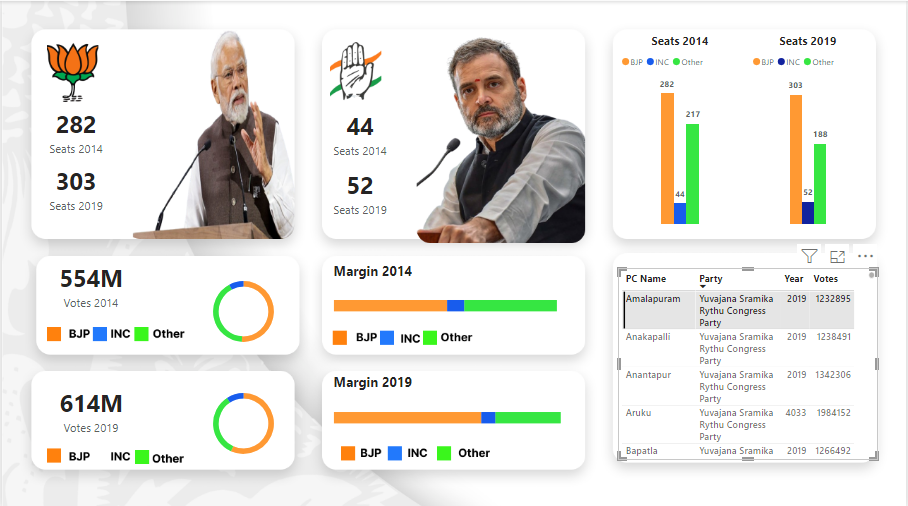 282
Seats 2014
303
Seats 2019
44
Seats 2014
52
Seats 2019
Seats 2014
BJP INC Other
282
44
217
Seats 2019
BJP INC Other
303
52
188
554M
Votes 2014
BJP INC Other
Margin 2014
BJP INC Other
614M
Votes 2019
BJP INC Other
Margin 2019
BJP INC Other
PC Name Party Year Votes
Amalapuram Yuvajana Sramika 2019 1232895
Rythu Congress
Party
Anakapalli Yuvajana Sramika 2019 1238491
Rythu Congress
Party
Anantapur Yuvajana Sramika 2019 1342306
Rythu Congress
Party
Aruku Yuvajana Sramika 4033 1984152
Rythu Congress
Party
Bapatla Yuvajana Sramika 2019 1266492